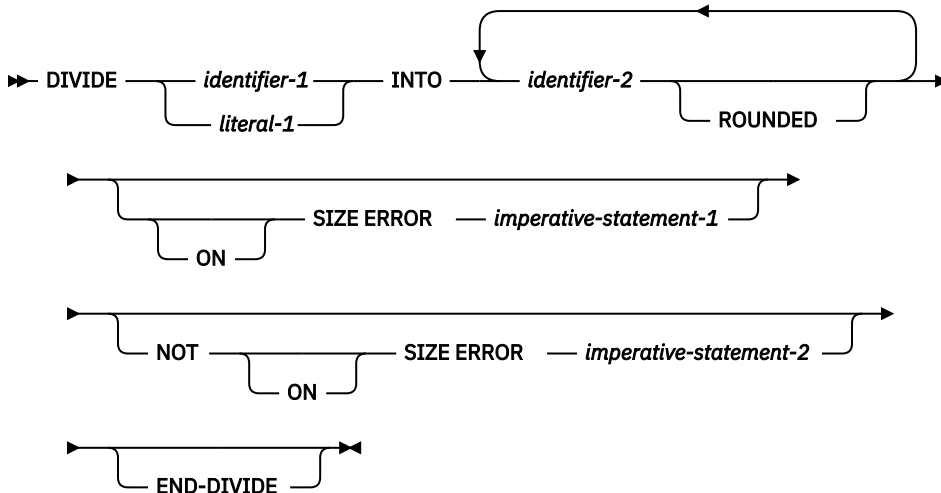 DIVIDE identifier-1 INTO identifier-2
literal-1 ROUNDED
SIZE ERROR imperative-statement-1
ON
NOT SIZE ERROR imperative-statement-2
ON
END-DIVIDE